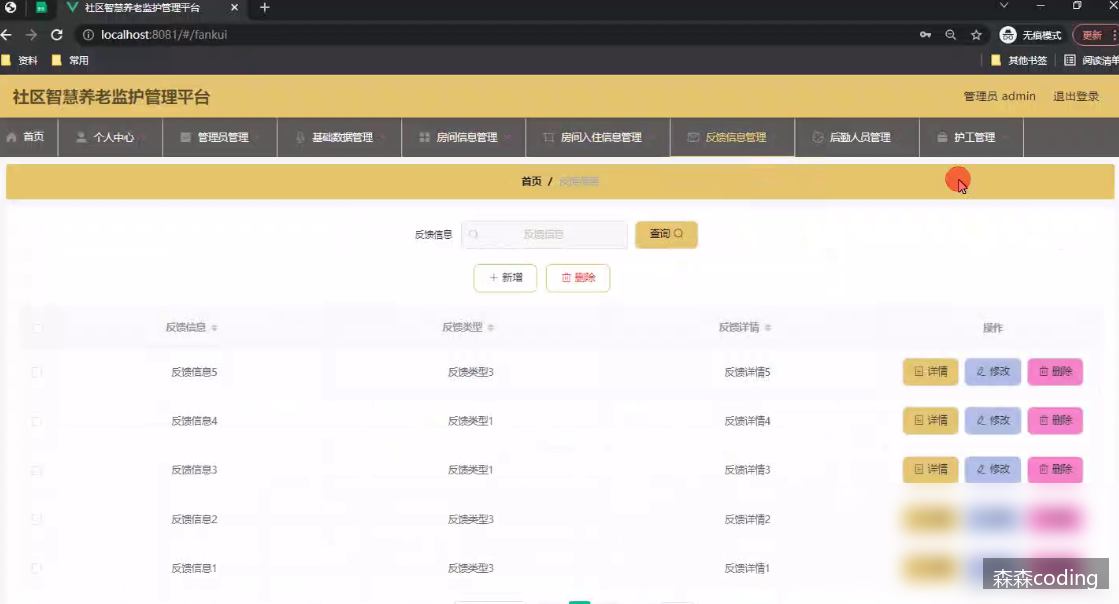 社区智慧养老监护管理平台
localhost:8081/#/fankui
无痕模式
更新
资料
常用
其他书签
阅读清单
社区智慧养老监护管理平台
管理员 admin
退出登录
首页
个人中心
管理员管理
基础数据管理
房间信息管理
房间入住信息管理
反馈信息管理
后勤人员管理
护工管理
首页 / 反馈信息
反馈信息
反馈信息
查询
+ 新增
删除
反馈信息 反馈类型 反馈详情 操作
反馈信息5 反馈类型3 反馈详情5 详情 修改 删除
反馈信息4 反馈类型1 反馈详情4 详情 修改 删除
反馈信息3 反馈类型1 反馈详情3 详情 修改 删除
反馈信息2 反馈类型3 反馈详情2
反馈信息1 反馈类型3 反馈详情1
森森coding